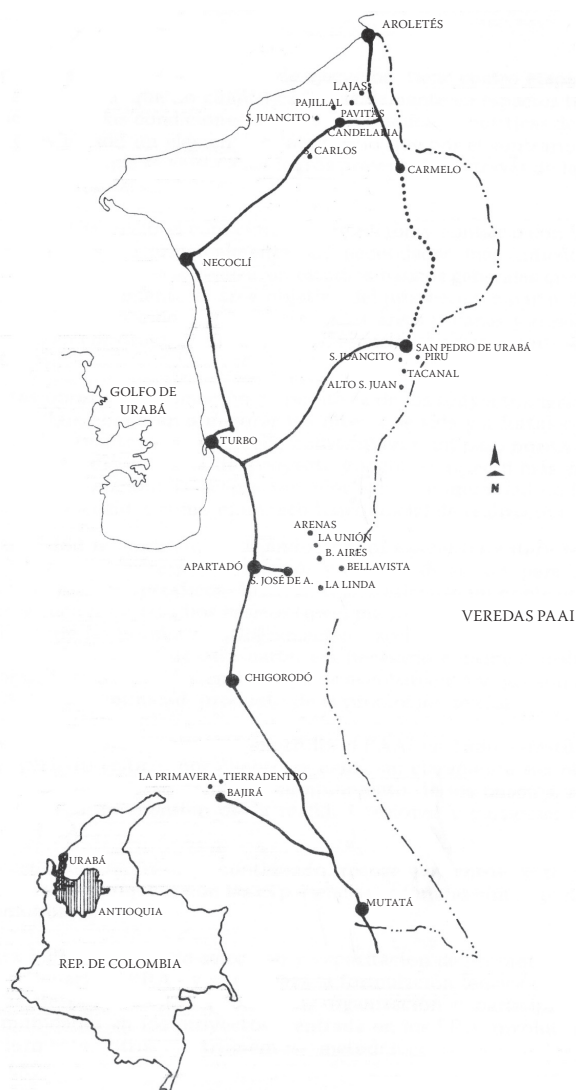 AROLETÉS
LAJAS
PAJILLAL
S. JUANCITO
PAVITAS
CANDELARIA
S. CARLOS
CARMELO
NECOCLÍ
SAN PEDRO DE URABÁ
S. JUANCITO
PIRU
TACANAL
ALTO S. JUAN
GOLFO DE
URABÁ
TURBO
N
ARENAS
LA UNIÓN
B. AIRES
APARTADÓ
BELLAVISTA
S. JOSÉ DE A.
LA LINDA
VEREDAS PAAI
CHIGORODÓ
LA PRIMAVERA
TIERRADENTRO
BAJIRÁ
URABÁ
ANTIOQUIA
MUTATÁ
REP. DE COLOMBIA